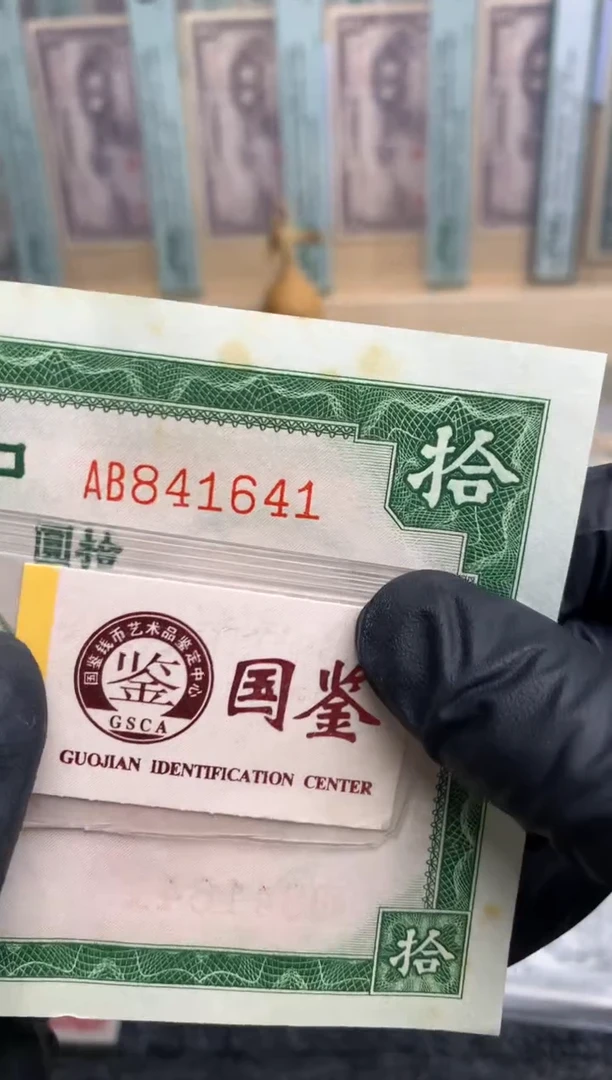 拾
AB841641
圓拾
国鉴钱币艺术品鉴定中心
鉴
GSCA
国鉴
GUOJIAN IDENTIFICATION CENTER
拾